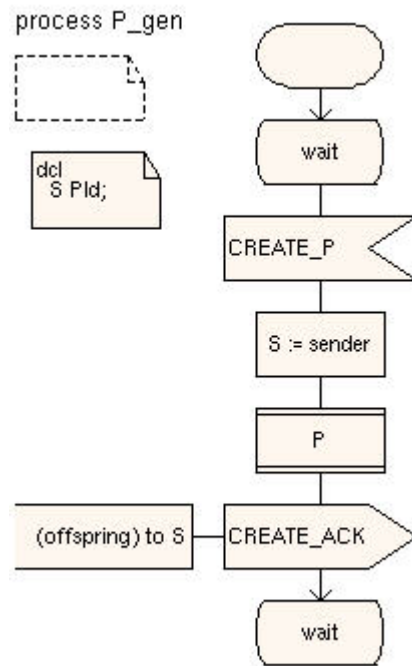 process P_gen
wait
dcl
S PId;
CREATE_P
S := sender
P
(offspring) to S
CREATE_ACK
wait